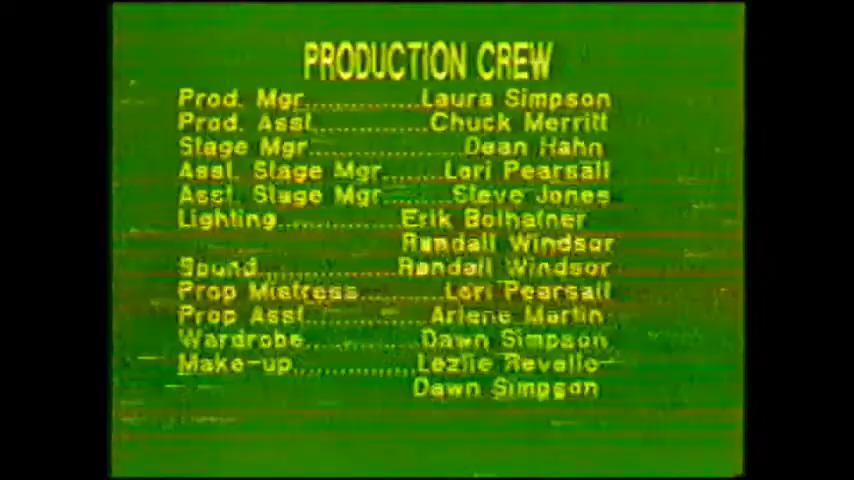 PRODUCTION CREW
Prod. Mgr..............Laura Simpson
Prod. Asst..............Chuck Merritt
Stage Mgr..................Dean Hahn
Asst. Stage Mgr.......Lori Pearsall
Asst. Stage Mgr........Steve Jones
Lighting...............Erik
Randall Windsor
Sound.................Randall Windsor
Prop Mistress..........Lori Pearsall
Prop Asst..............Arlene Martin
Wardrobe..............Dawn Simpson
Make-up...............Lezlie
Dawn Simpson